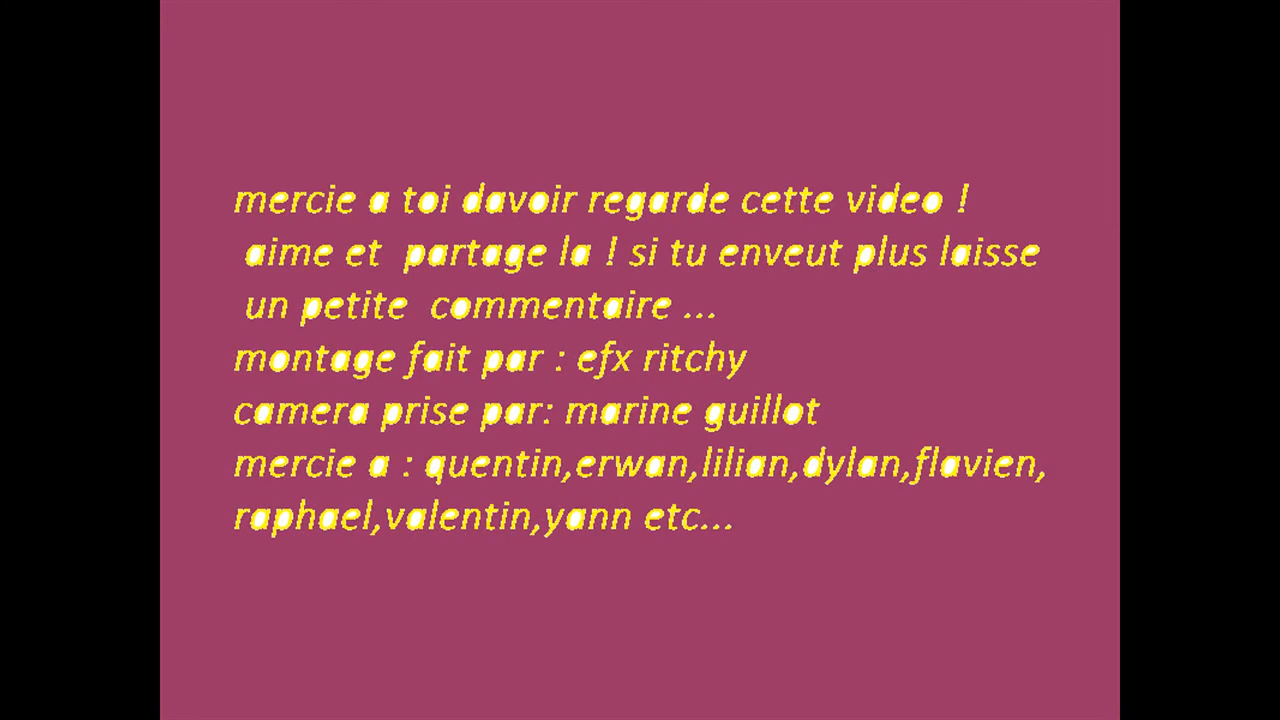 mercie a toi davoir regarde cette video !
aime et partage la ! si tu enveut plus laisse
un petite commentaire ...
montage fait par : efx ritchy
camera prise par: marine guillot
mercie a : quentin,erwan,lilian,dylan,flavien,
raphael,valentin,yann etc...